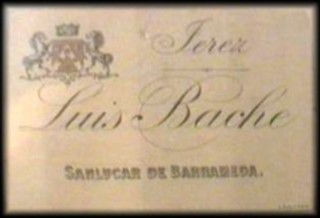 Jerez
Luis Bache
SANLUCAR DE BARRAMEDA.